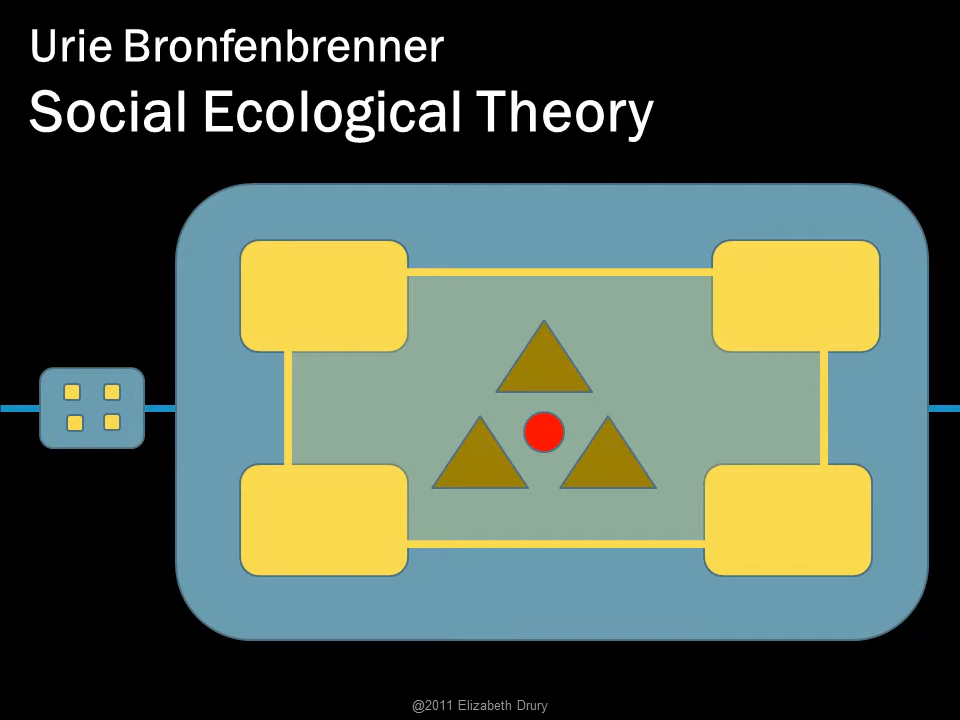 Urie Bronfenbrenner
Social Ecological Theory
@2011 Elizabeth Drury